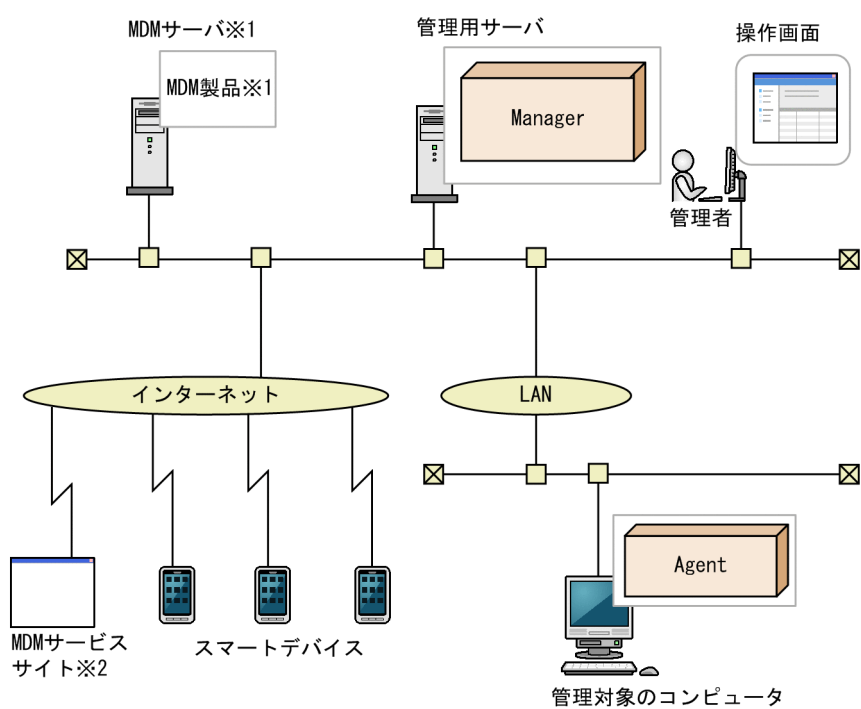 MDMサーバ※1
管理用サーバ
操作画面
MDM製品※1
Manager
管理者
インターネット
LAN
Agent
MDMサービス
サイト※2
スマートデバイス
管理対象のコンピュータ